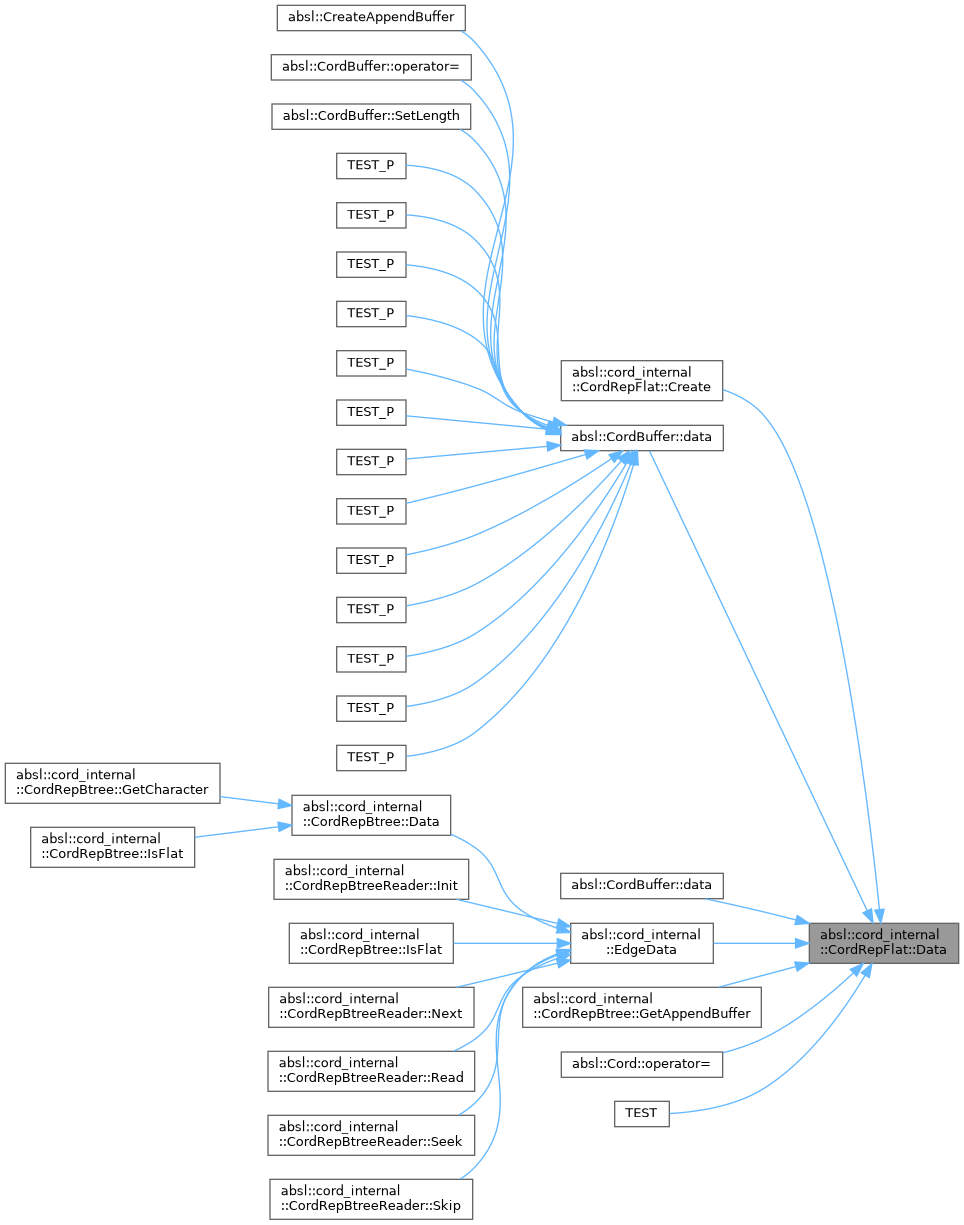 absl::CreateAppendBuffer
absl::CordBuffer::operator=
absl::CordBuffer::SetLength
TEST_P
TEST_P
TEST_P
TEST_P
TEST_P
TEST_P
TEST_P
TEST_P
TEST_P
TEST_P
TEST_P
TEST_P
TEST_P
absl::cord_internal
::CordRepFlat::Create
absl::CordBuffer::data
absl::cord_internal
::CordRepBtree::GetCharacter
absl::cord_internal
::CordRepBtree::IsFlat
absl::cord_internal
::CordRepBtree::Data
absl::cord_internal
::CordRepBtreeReader::Init
absl::cord_internal
::CordRepBtree::IsFlat
absl::cord_internal
::CordRepBtreeReader::Next
absl::cord_internal
::CordRepBtreeReader::Read
absl::cord_internal
::CordRepBtreeReader::Seek
absl::cord_internal
::CordRepBtreeReader::Skip
absl::CordBuffer::data
absl::cord_internal
::EdgeData
absl::cord_internal
::CordRepBtree::GetAppendBuffer
absl::Cord::operator=
TEST
absl::cord_internal
::CordRepFlat::Data